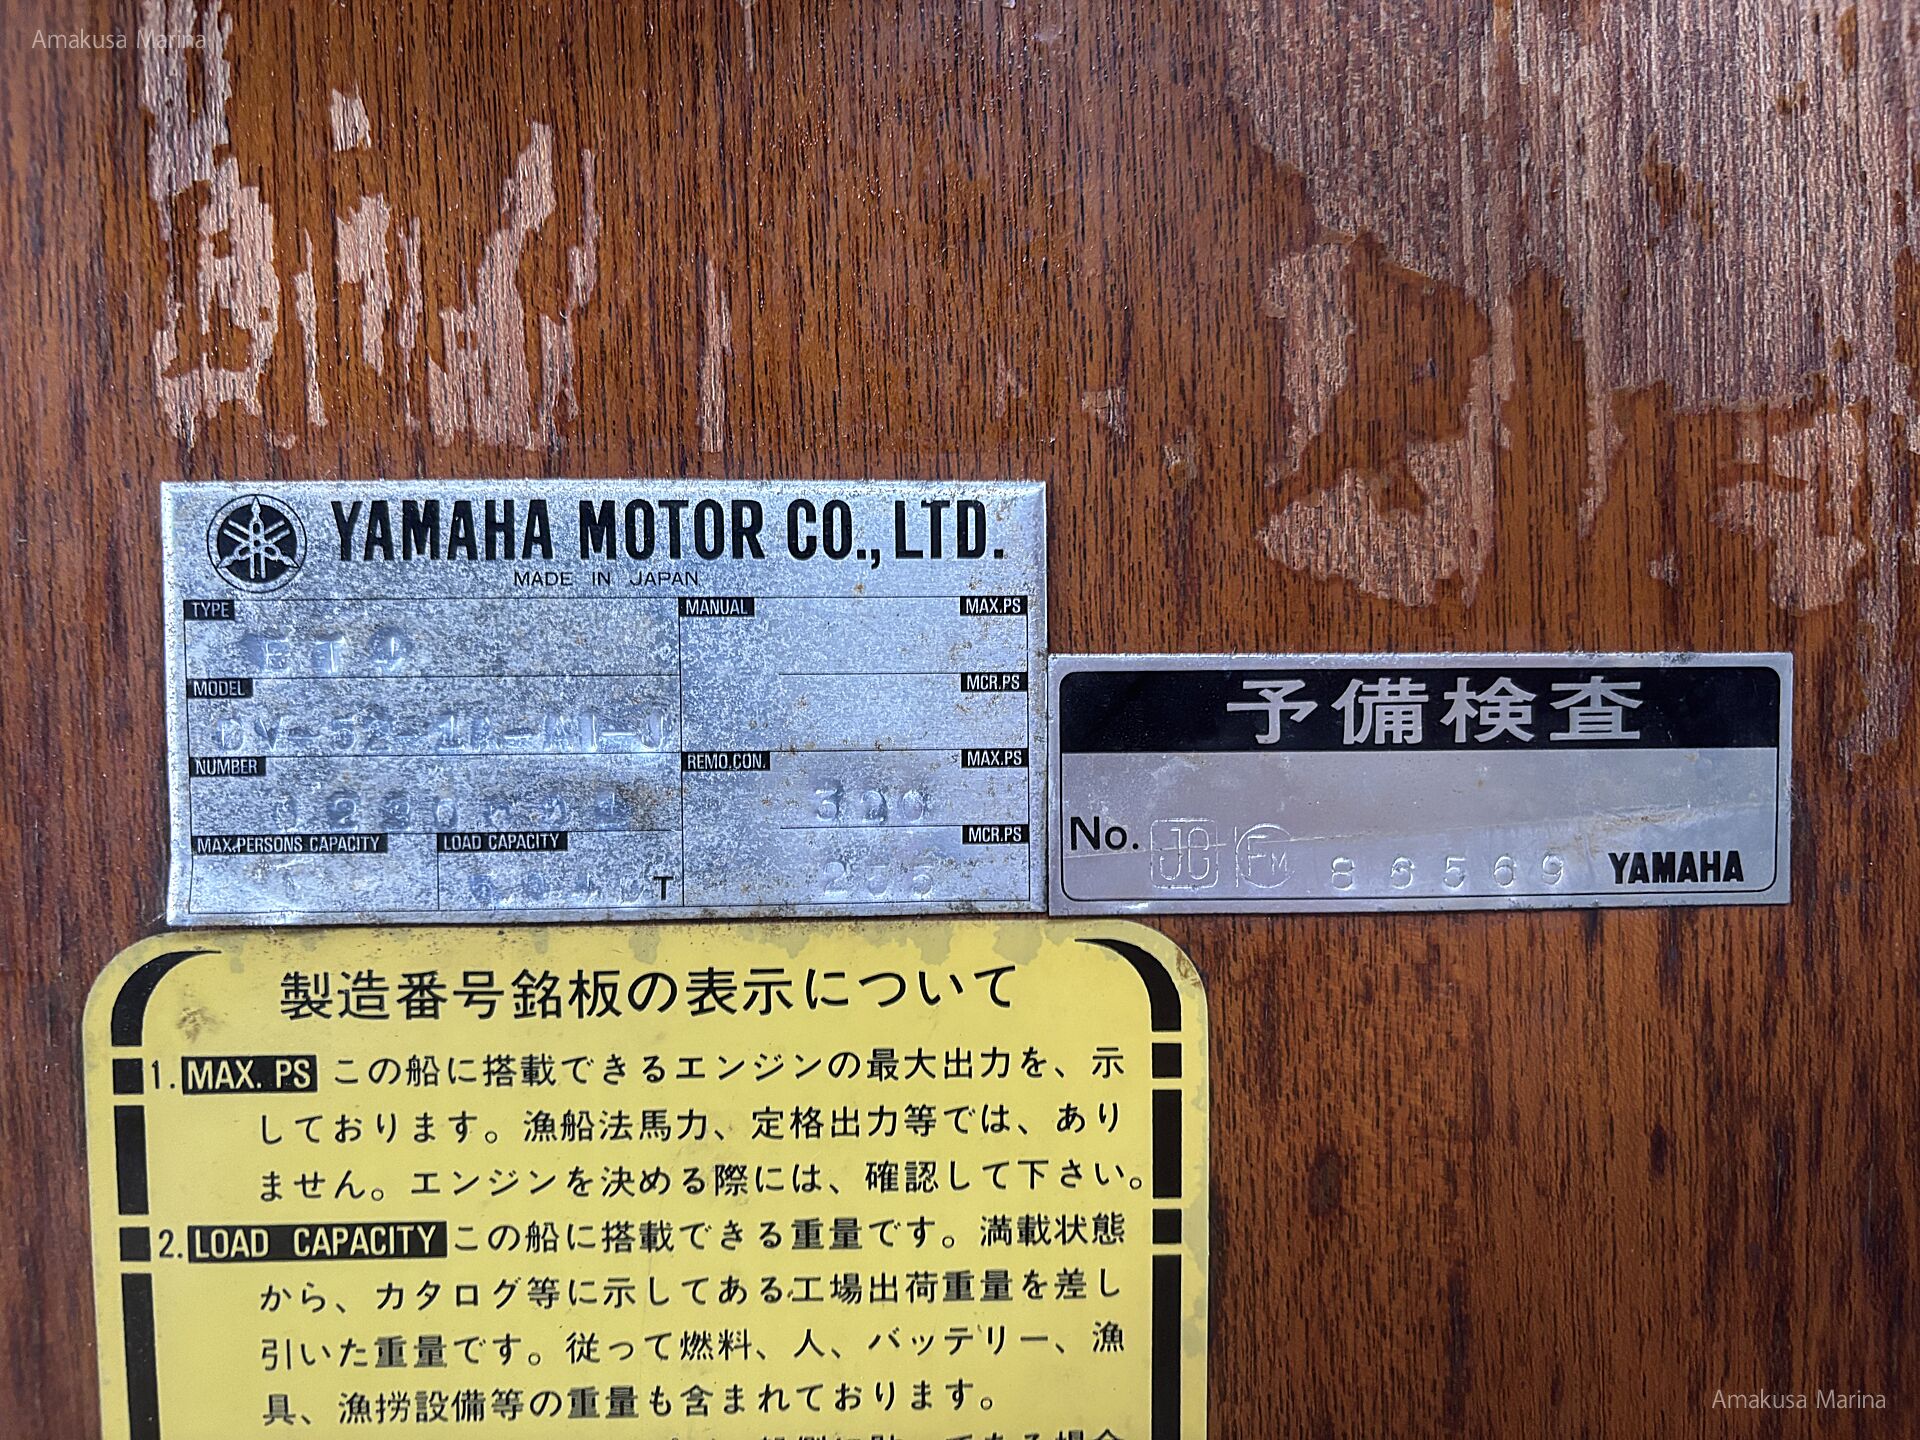 Amakusa Marina
YAMAHA MOTOR CO., LTD.
MADE IN JAPAN
TYPE
MANUAL
MAX.PS
ET9
MODEL
MCR.PS
NUMBER
REMO.CON.
MAX.PS
320
MAX.PERSONS CAPACITY
LOAD CAPACITY
MCR.PS
T
予備検査
No. JC FM 86569 YAMAHA
製造番号銘板の表示について
1. MAX. PS この船に搭載できるエンジンの最大出力を、示
しております。漁船法馬力、定格出力等では、あり
ません。エンジンを決める際には、確認して下さい。
2. LOAD CAPACITY この船に搭載できる重量です。満載状態
から、カタログ等に示してある工場出荷重量を差し
引いた重量です。従って燃料、人、バッテリー、漁
具、漁撈設備等の重量も含まれております。
Amakusa Marina